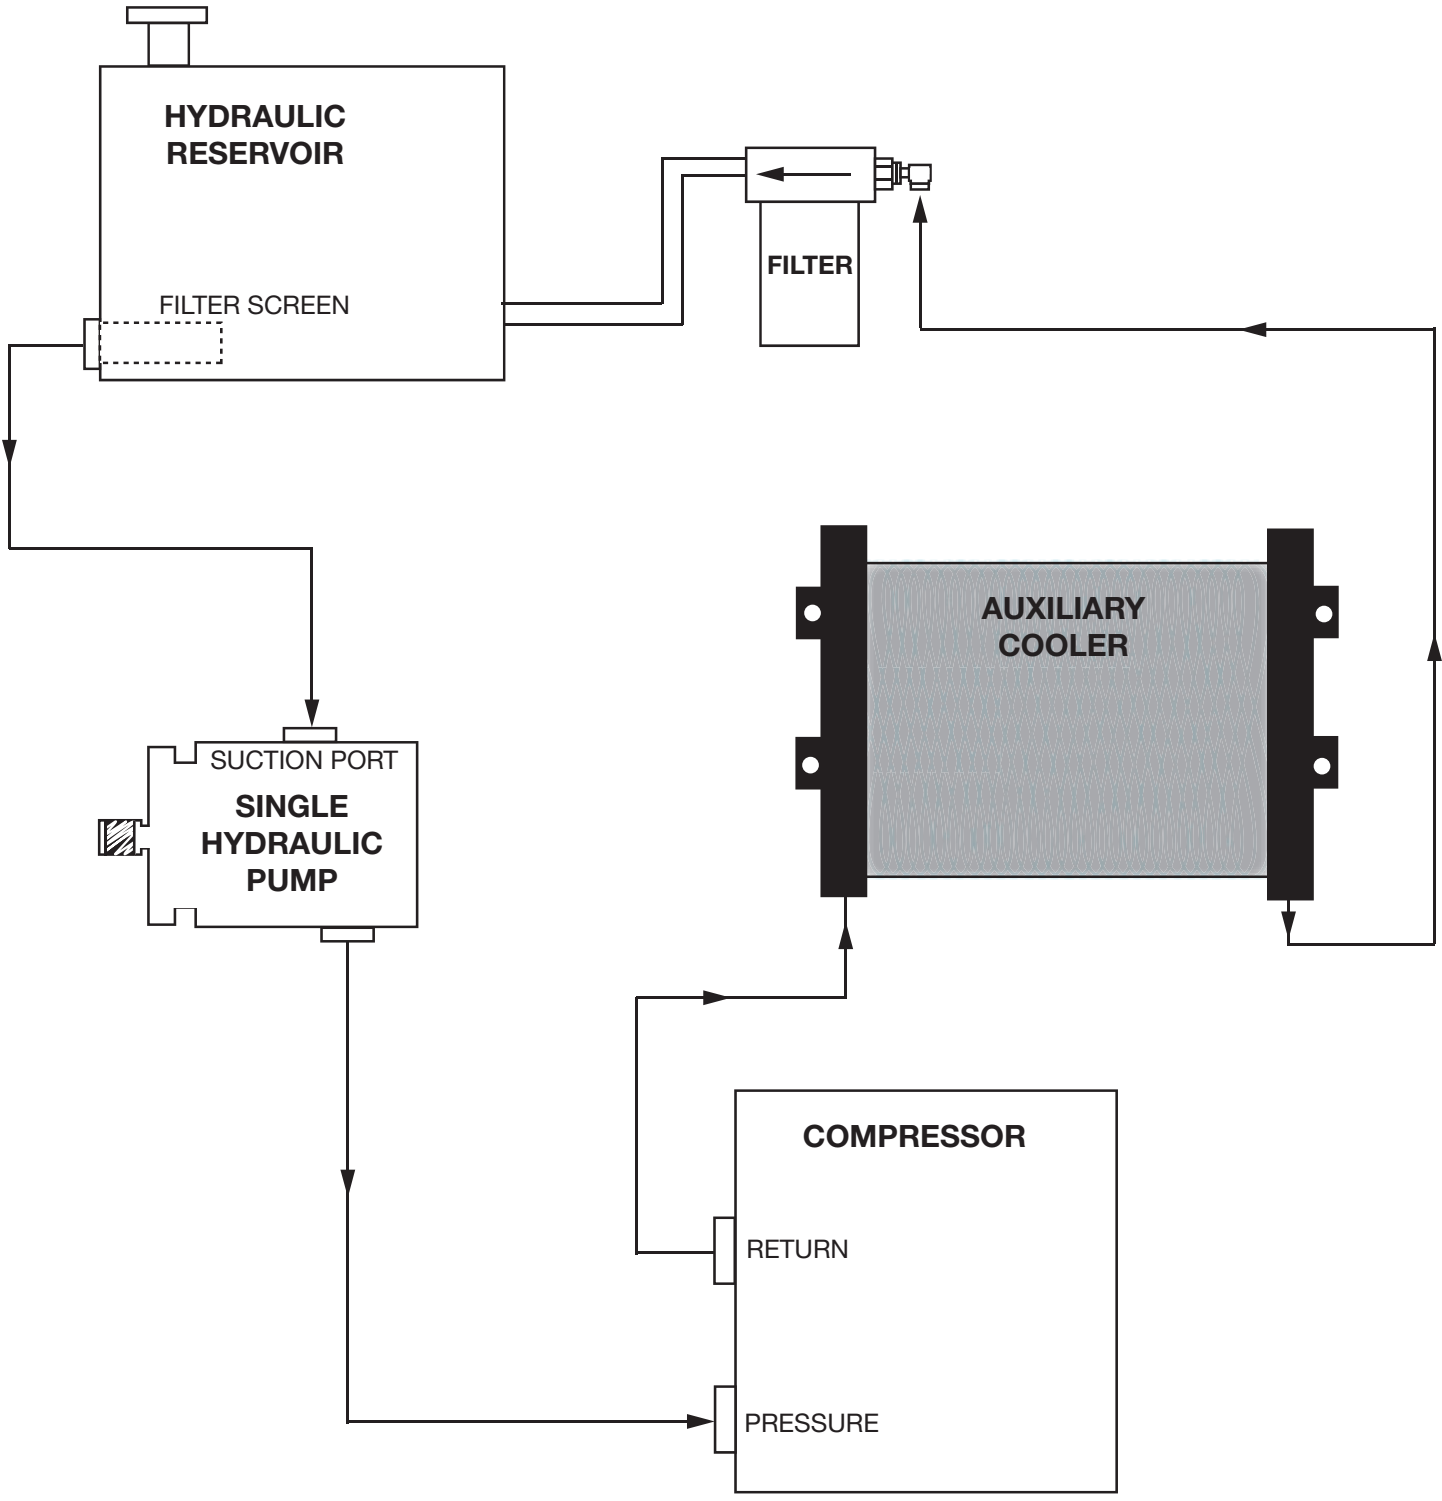 HYDRAULIC
RESERVOIR
FILTER SCREEN
FILTER
AUXILIARY
COOLER
SUCTION PORT
SINGLE
HYDRAULIC
PUMP
COMPRESSOR
RETURN
PRESSURE